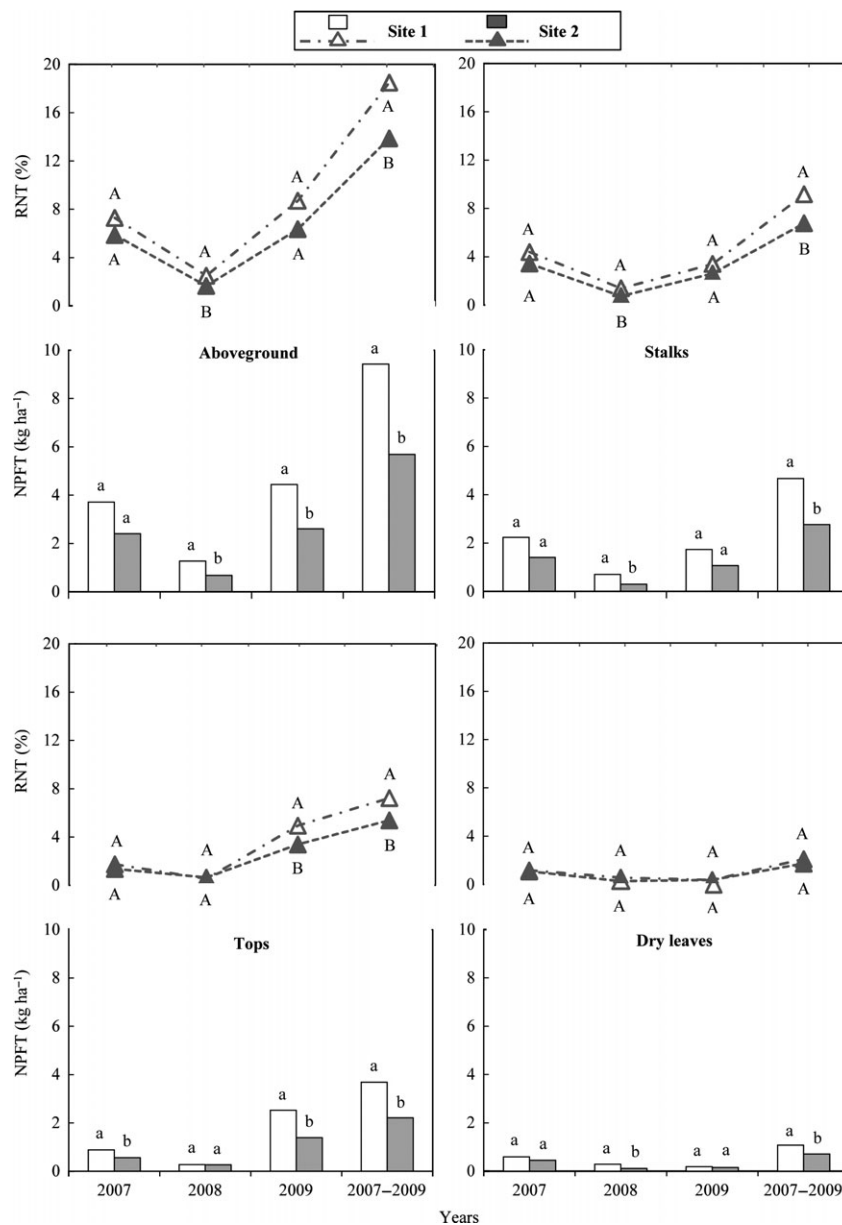 Site 1 Site 2
20 20
A
16 16
A
RNT (%)
12 12
B
A A
A
8 8
A A
A B
4 4
A A A A
0 B 0 B
10 Aboveground a 10 Stalks
8 8
NPFT (kg ha⁻¹)
6 b 6
a a
4 4
a a b
b a a
2 2 a
a b a b
0 0
20 20
16 16
RNT (%)
12 12
A
8 8
A
A A
4 A 4 A A A
B B
0 A A 0 A A A A
10 Tops 10 Dry leaves
8 8
NPFT (kg ha⁻¹)
6 6
4 a 4
a b
2 b 2 a
a b a a a a b a a b
0 0
2007 2008 2009 2007–2009 2007 2008 2009 2007–2009
Years